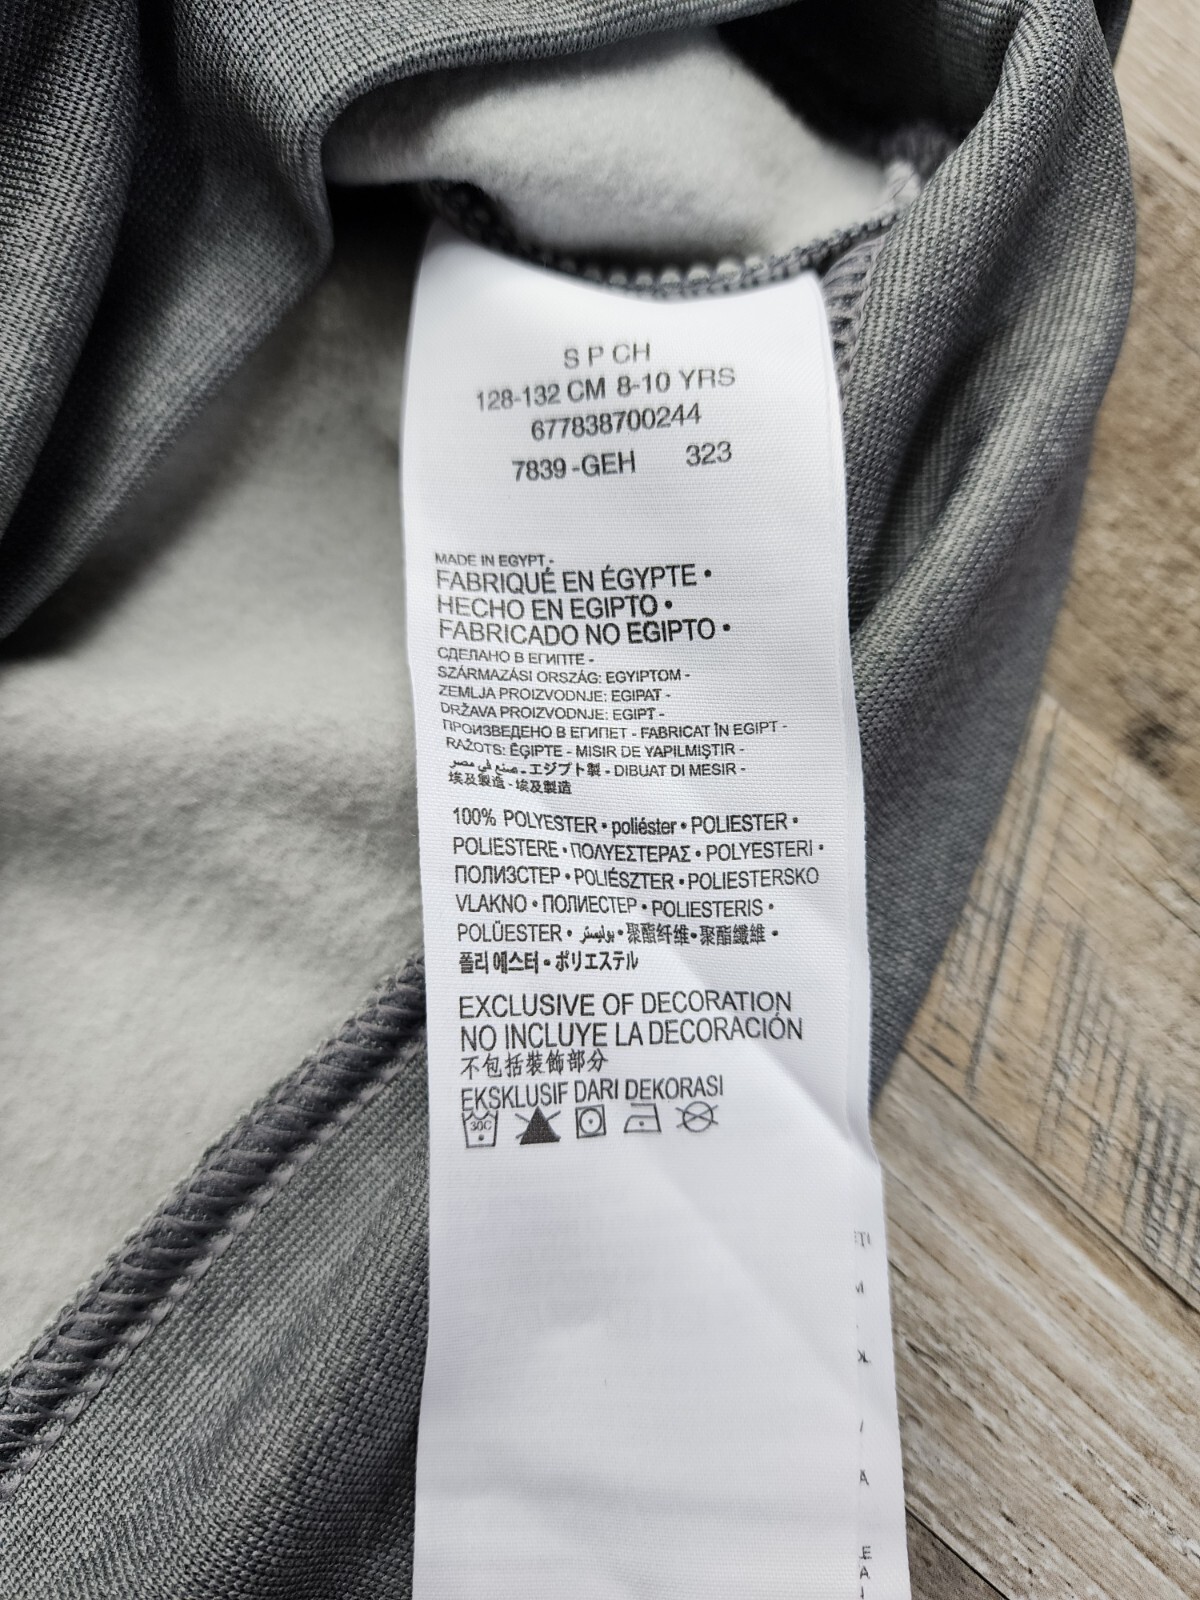 S P CH
128-132 CM 8-10 YRS
677838700244
7839-GEH 323
MADE IN EGYPT -
FABRIQUÉ EN ÉGYPTE •
HECHO EN EGIPTO •
FABRICADO NO EGIPTO •
СДЕЛАНО В ЕГИПТЕ -
SZÁRMAZÁSI ORSZÁG: EGYIPTOM -
ZEMLJA PROIZVODNJE: EGIPAT -
DRŽAVA PROIZVODNJE: EGIPT -
ПРОИЗВЕДЕНО В ЕГИПЕТ - FABRICAT ÎN EGIPT -
RAŽOTS: ĒĢIPTE - MISIR DE YAPILMIŞTIR -
صنع في مصر - エジプト製 - DIBUAT DI MESIR -
埃及製造 - 埃及製造
100% POLYESTER • poliéster • POLIESTER •
POLIESTERE • ΠΟΛΥΕΣΤΕΡΑΣ • POLYESTERI •
ПОЛИЗСТЕР • POLIÉSZTER • POLIESTERSKO
VLAKNO • ПОЛИЕСТЕР • POLIESTERIS •
POLÜESTER • بوليستر • 聚酯纤维 • 聚酯纖維 •
폴리 에스터 • ポリエステル
EXCLUSIVE OF DECORATION
NO INCLUYE LA DECORACIÓN
不包括裝飾部分
EKSKLUSIF DARI DEKORASI
30C